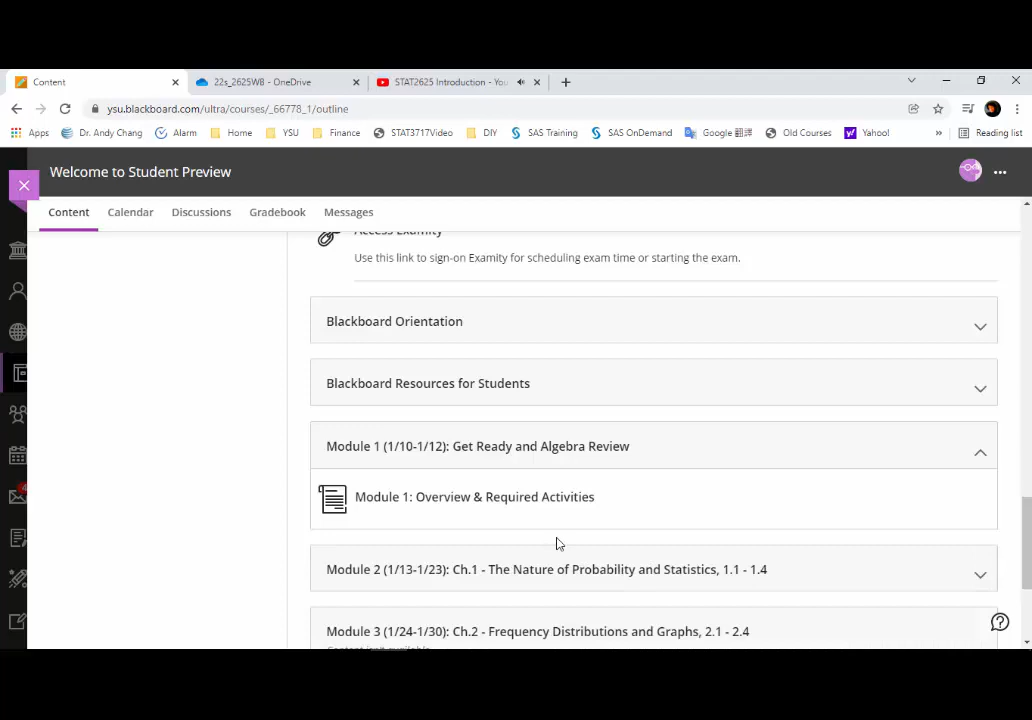 Content
22s_2625WB - OneDrive
STAT2625 Introduction - You
ysu.blackboard.com/ultra/courses/_66778_1/outline
Apps
Dr. Andy Chang
Alarm
Home
YSU
Finance
STAT3717Video
DIY
SAS Training
SAS OnDemand
Google 翻譯
Old Courses
Yahoo!
»
Reading list
Welcome to Student Preview
Content
Calendar
Discussions
Gradebook
Messages
Access Examity
Use this link to sign-on Examity for scheduling exam time or starting the exam.
Blackboard Orientation
Blackboard Resources for Students
Module 1 (1/10-1/12): Get Ready and Algebra Review
Module 1: Overview & Required Activities
Module 2 (1/13-1/23): Ch.1 - The Nature of Probability and Statistics, 1.1 - 1.4
Module 3 (1/24-1/30): Ch.2 - Frequency Distributions and Graphs, 2.1 - 2.4